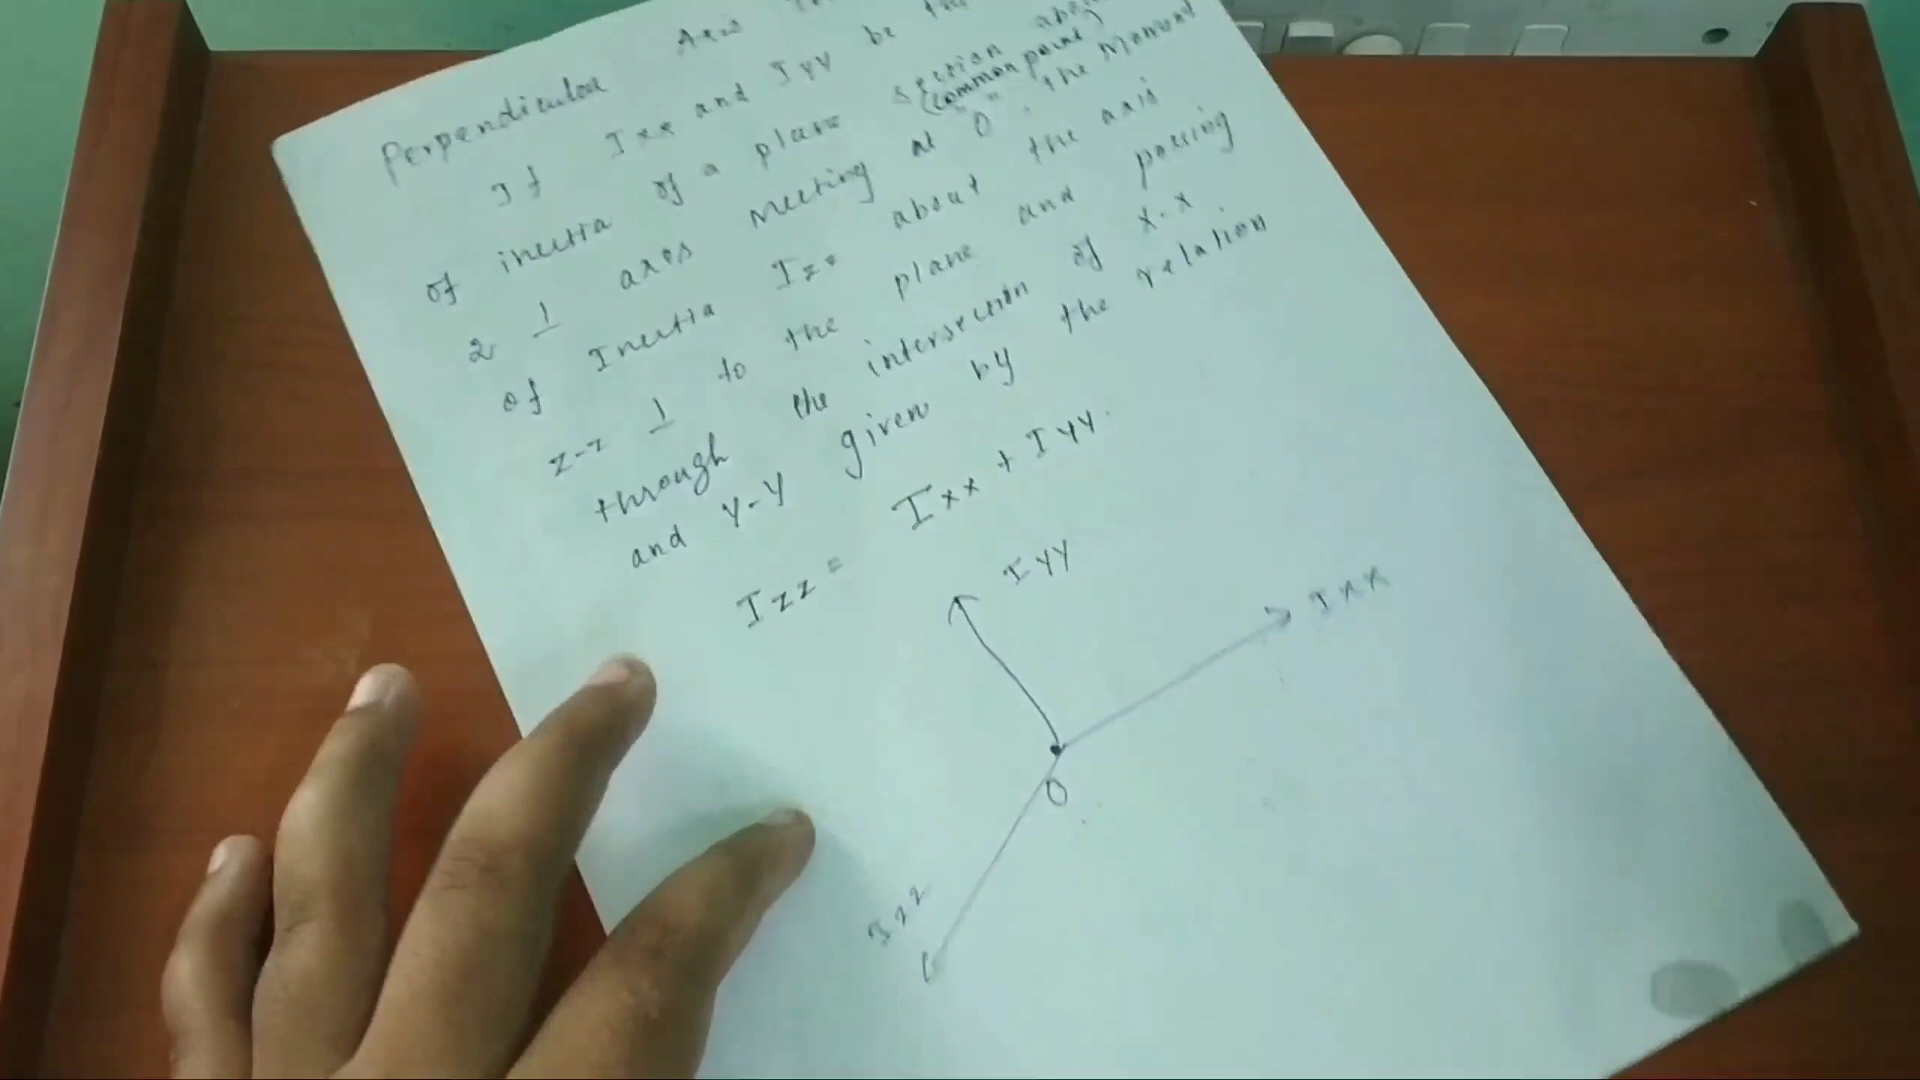 Perpendicular Axis
If Ixx and Iyy be the
of inertia of a plane section about
(common point)
2 ⊥ axes meeting at "O", the Moment
of Inertia Izz about the axis
z-z ⊥ to the plane and passing
through the intersection of x-x
and y-y given by the relation
Izz = Ixx + Iyy.
Iyy
Ixx
O
Izz